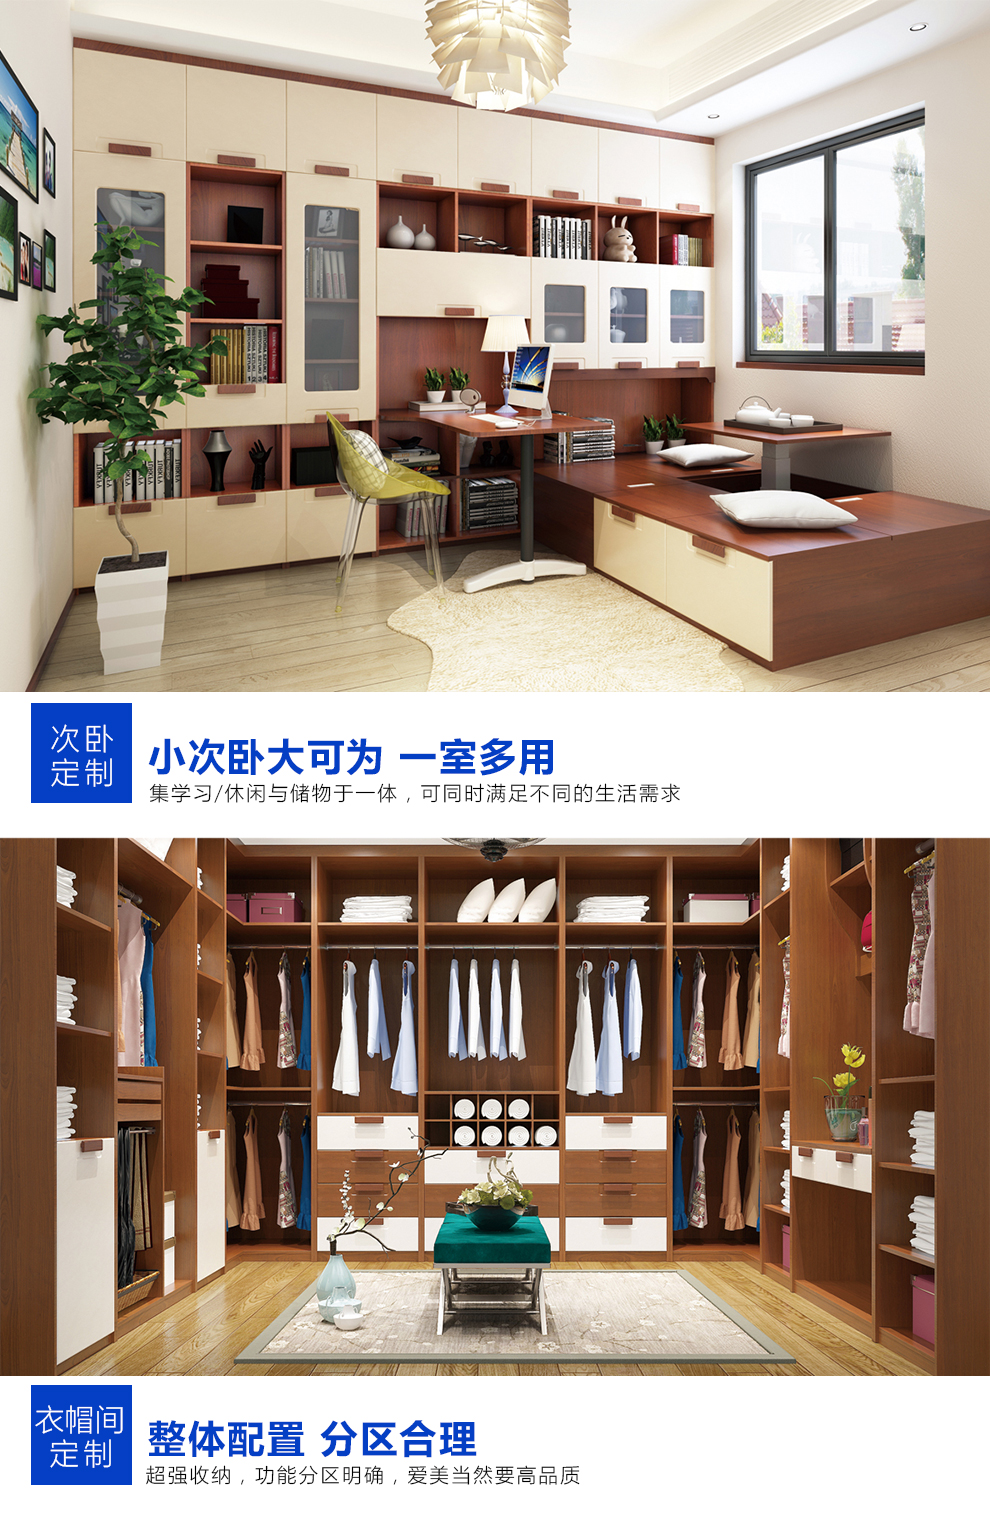 次卧
定制
小次卧大可为 一室多用
集学习/休闲与储物于一体，可同时满足不同的生活需求
衣帽间
定制
整体配置 分区合理
超强收纳，功能分区明确，爱美当然要高品质